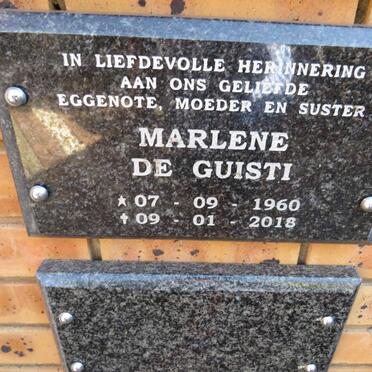 IN LIEFDEVOLLE HERINNERING
AAN ONS GELIEFDE
EGGENOTE, MOEDER EN SUSTER
MARLENE
DE GUISTI
★ 07 - 09 - 1960
✝ 09 - 01 - 2018